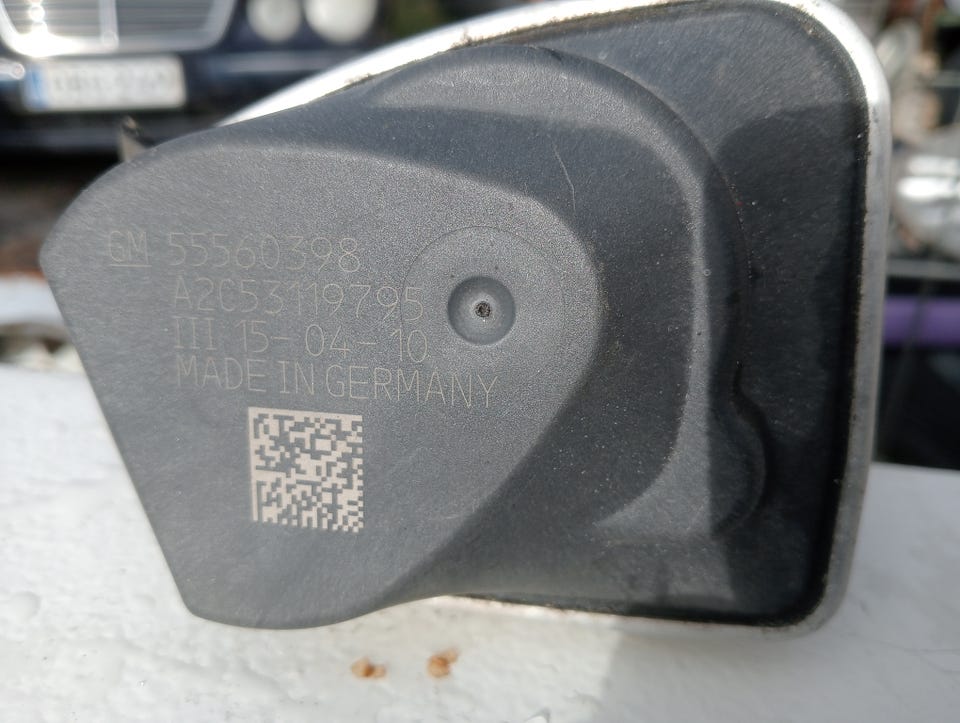 GM 55560398
A2C53119795
III 15-04-10
MADE IN GERMANY